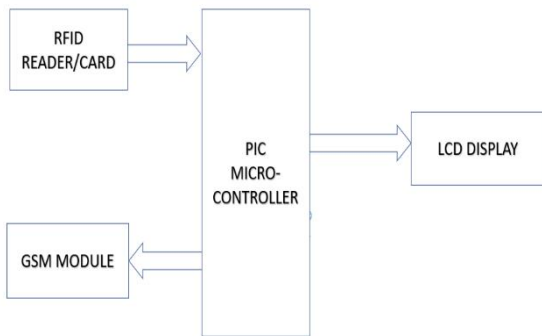 RFID
READER/CARD
PIC
MICRO-
CONTROLLER
LCD DISPLAY
GSM MODULE